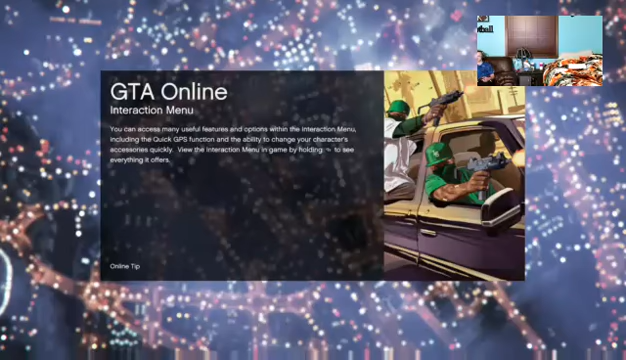 GTA Online
Interaction Menu
You can access many useful features and options within the Interaction Menu,
including the Quick GPS function and the ability to change your character's
accessories quickly. View the Interaction Menu in game by holding to see
everything it offers.
Online Tip